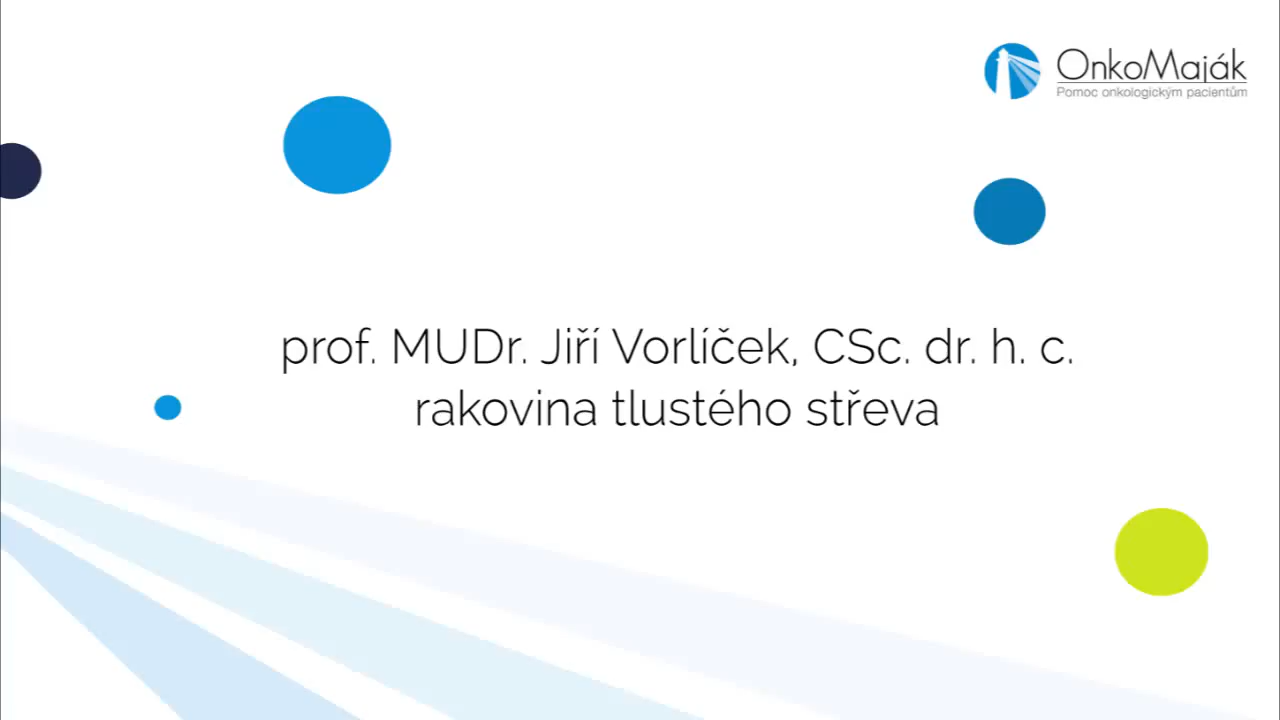 OnkoMaják
Pomoc onkologickým pacientům
prof. MUDr. Jiří Vorlíček, CSc. dr. h. c.
rakovina tlustého střeva